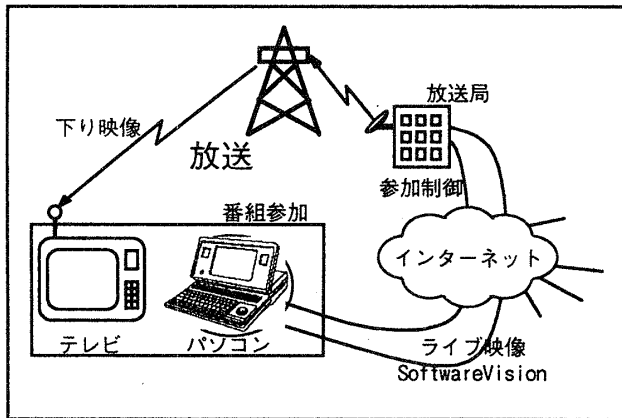 放送局
下り映像
放送
参加制御
番組参加
インターネット
テレビ
パソコン
ライブ映像
SoftwareVision